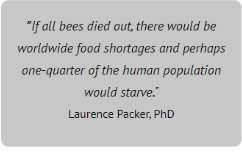 "If all bees died out, there would be
worldwide food shortages and perhaps
one-quarter of the human population
would starve."
Laurence Packer, PhD